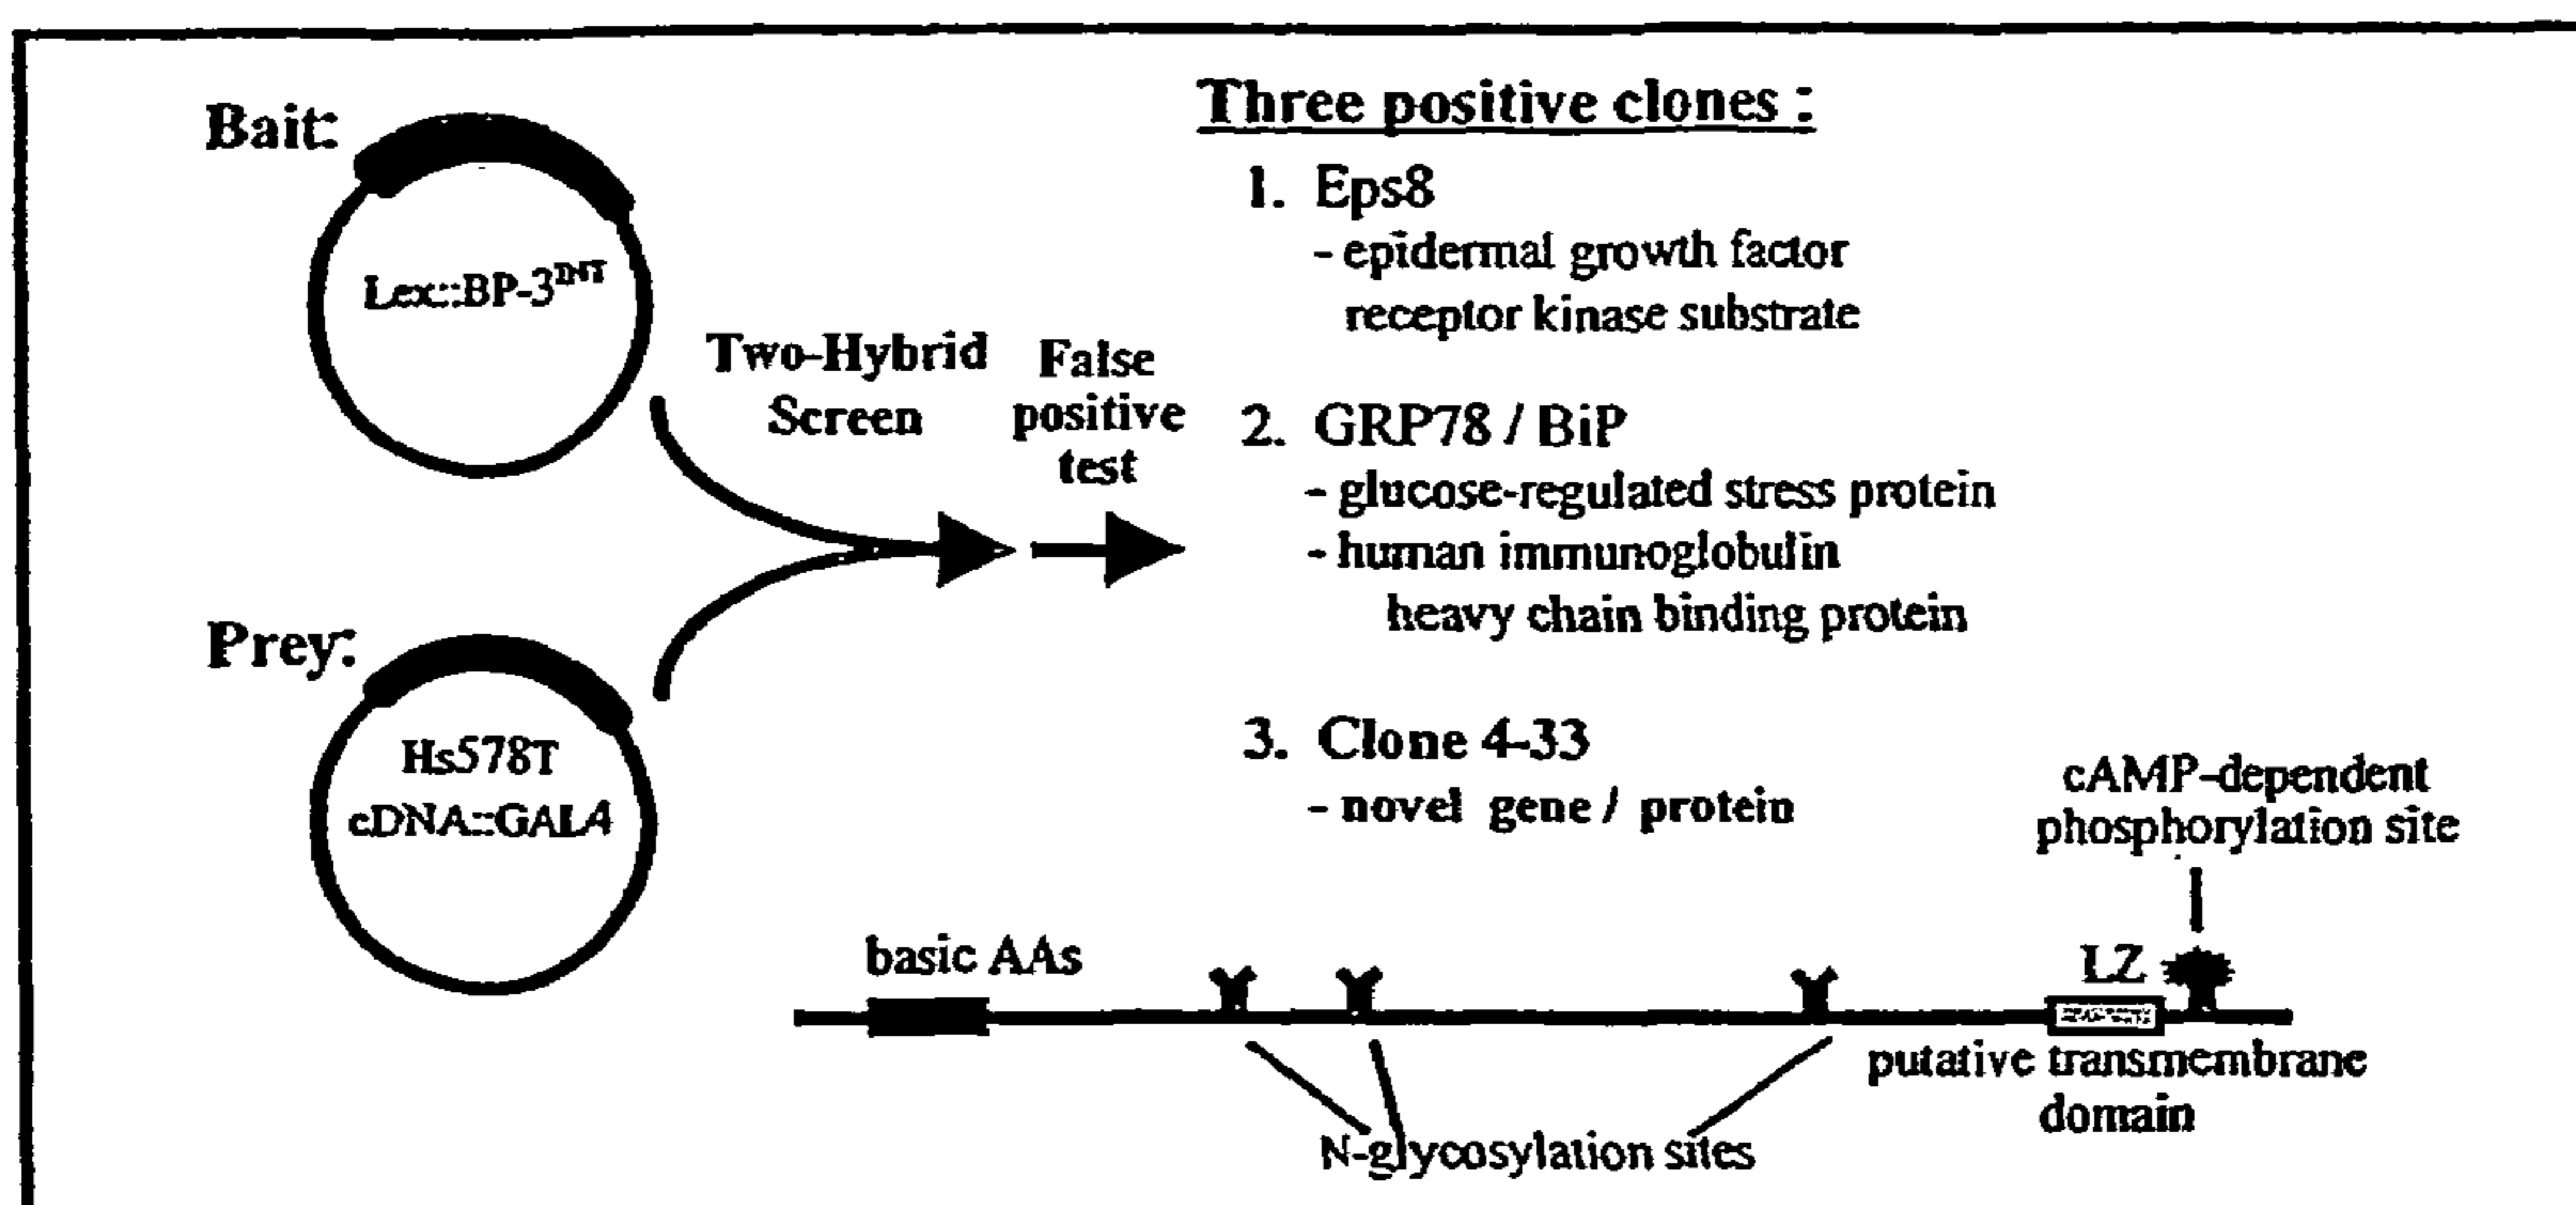 Bait:
Lex::BP-3INT
Two-Hybrid
Screen
False
positive
test
Prey:
Hs578T
cDNA::GAL4
Three positive clones :
1. Eps8
- epidermal growth factor
receptor kinase substrate
2. GRP78 / BiP
- glucose-regulated stress protein
- human immunoglobulin
heavy chain binding protein
3. Clone 4-33
- novel gene / protein
cAMP-dependent
phosphorylation site
basic AAs
LZ
putative transmembrane
domain
N-glycosylation sites